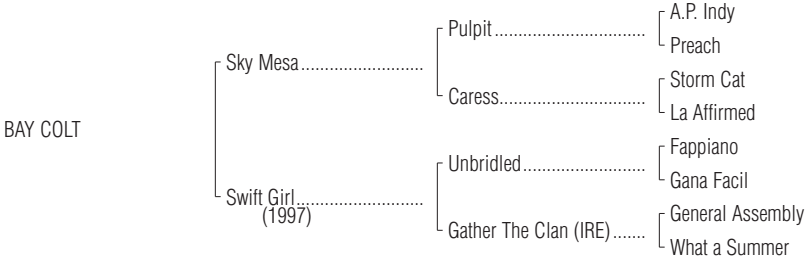 A.P. Indy
Pulpit
Preach
Sky Mesa
Storm Cat
Caress
La Affirmed
BAY COLT
Fappiano
Unbridled
Gana Facil
Swift Girl
(1997)
General Assembly
Gather The Clan (IRE)
What a Summer